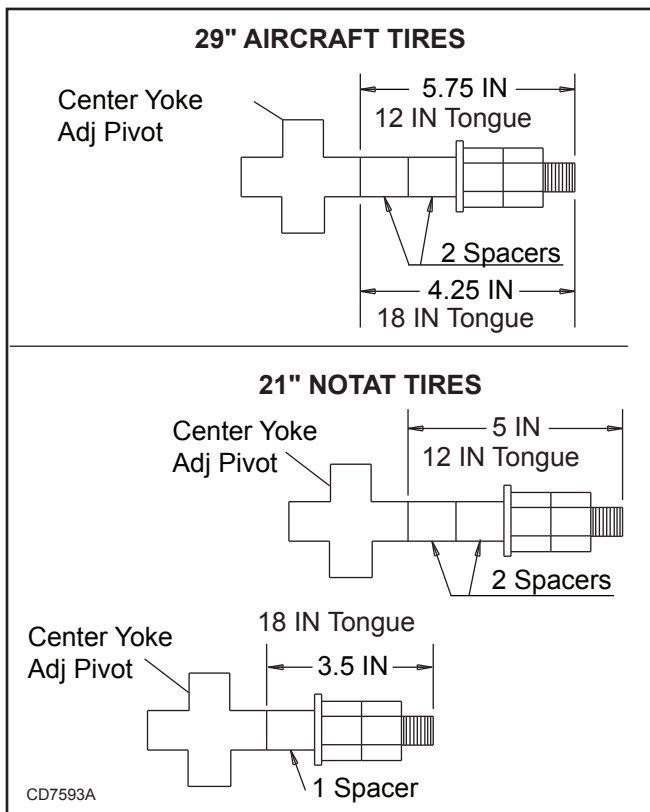 29" AIRCRAFT TIRES
Center Yoke
Adj Pivot
5.75 IN
12 IN Tongue
2 Spacers
4.25 IN
18 IN Tongue
21" NOTAT TIRES
Center Yoke
Adj Pivot
5 IN
12 IN Tongue
2 Spacers
18 IN Tongue
Center Yoke
Adj Pivot
3.5 IN
1 Spacer
CD7593A